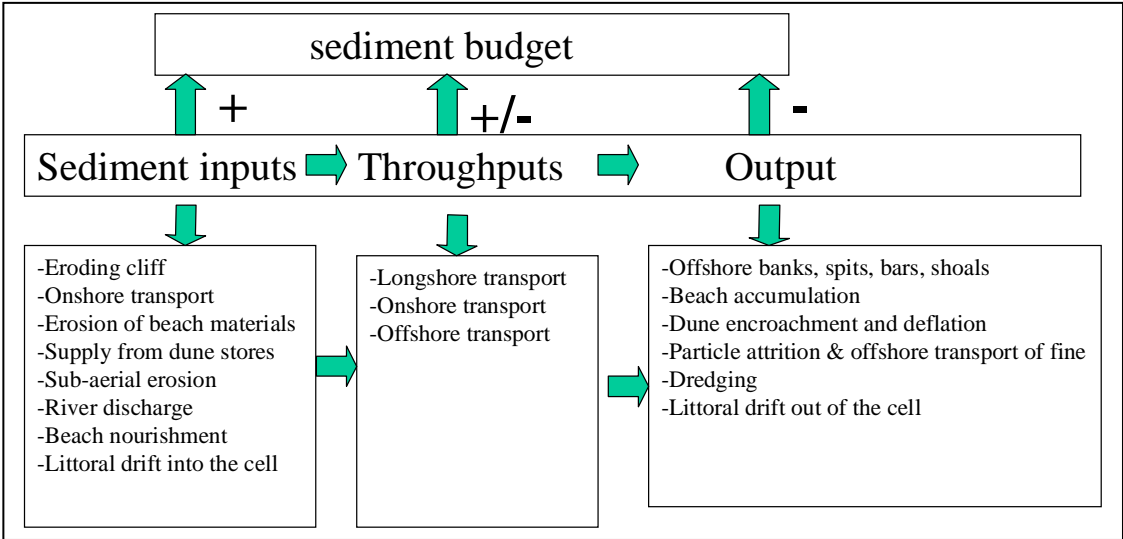 sediment budget
+
+/-
-
Sediment inputs
Throughputs
Output
-Eroding cliff
-Onshore transport
-Erosion of beach materials
-Supply from dune stores
-Sub-aerial erosion
-River discharge
-Beach nourishment
-Littoral drift into the cell
-Longshore transport
-Onshore transport
-Offshore transport
-Offshore banks, spits, bars, shoals
-Beach accumulation
-Dune encroachment and deflation
-Particle attrition & offshore transport of fine
-Dredging
-Littoral drift out of the cell